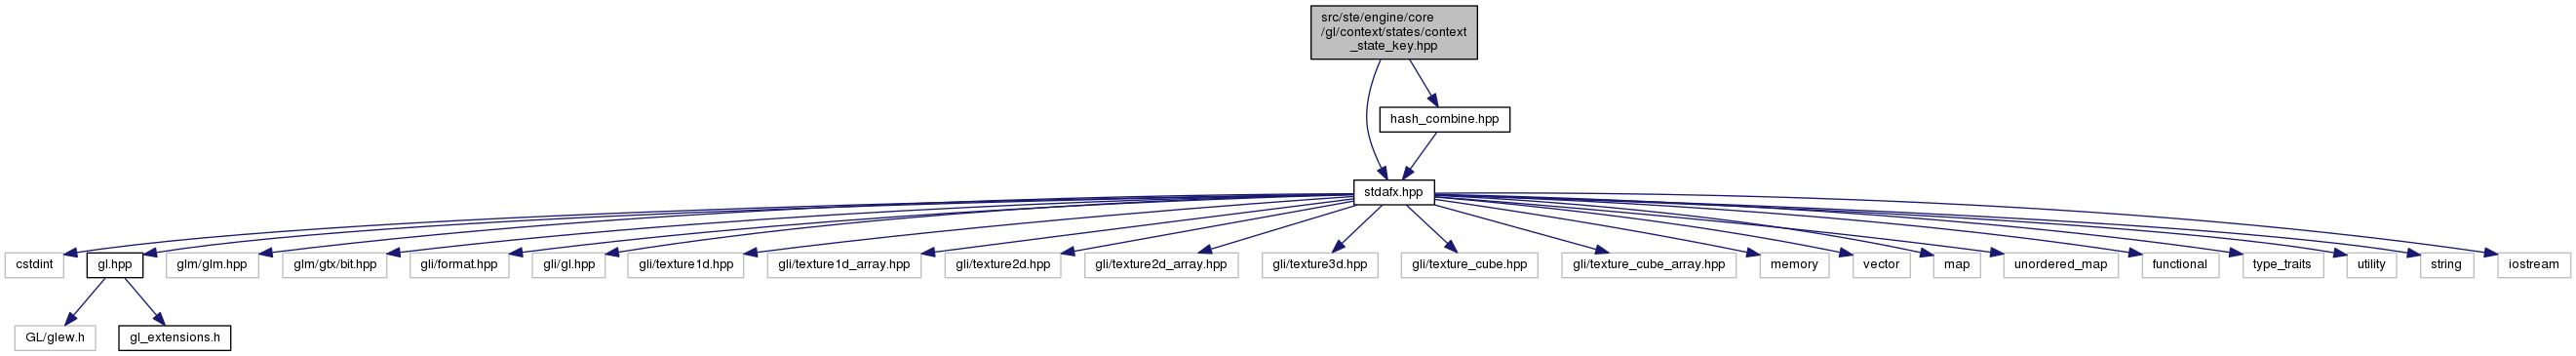 src/ste/engine/core
/gl/context/states/context
_state_key.hpp
hash_combine.hpp
stdafx.hpp
cstdint
gl.hpp
glm/glm.hpp
glm/gtx/bit.hpp
gli/format.hpp
gli/gl.hpp
gli/texture1d.hpp
gli/texture1d_array.hpp
gli/texture2d.hpp
gli/texture2d_array.hpp
gli/texture3d.hpp
gli/texture_cube.hpp
gli/texture_cube_array.hpp
memory
vector
map
unordered_map
functional
type_traits
utility
string
iostream
GL/glew.h
gl_extensions.h